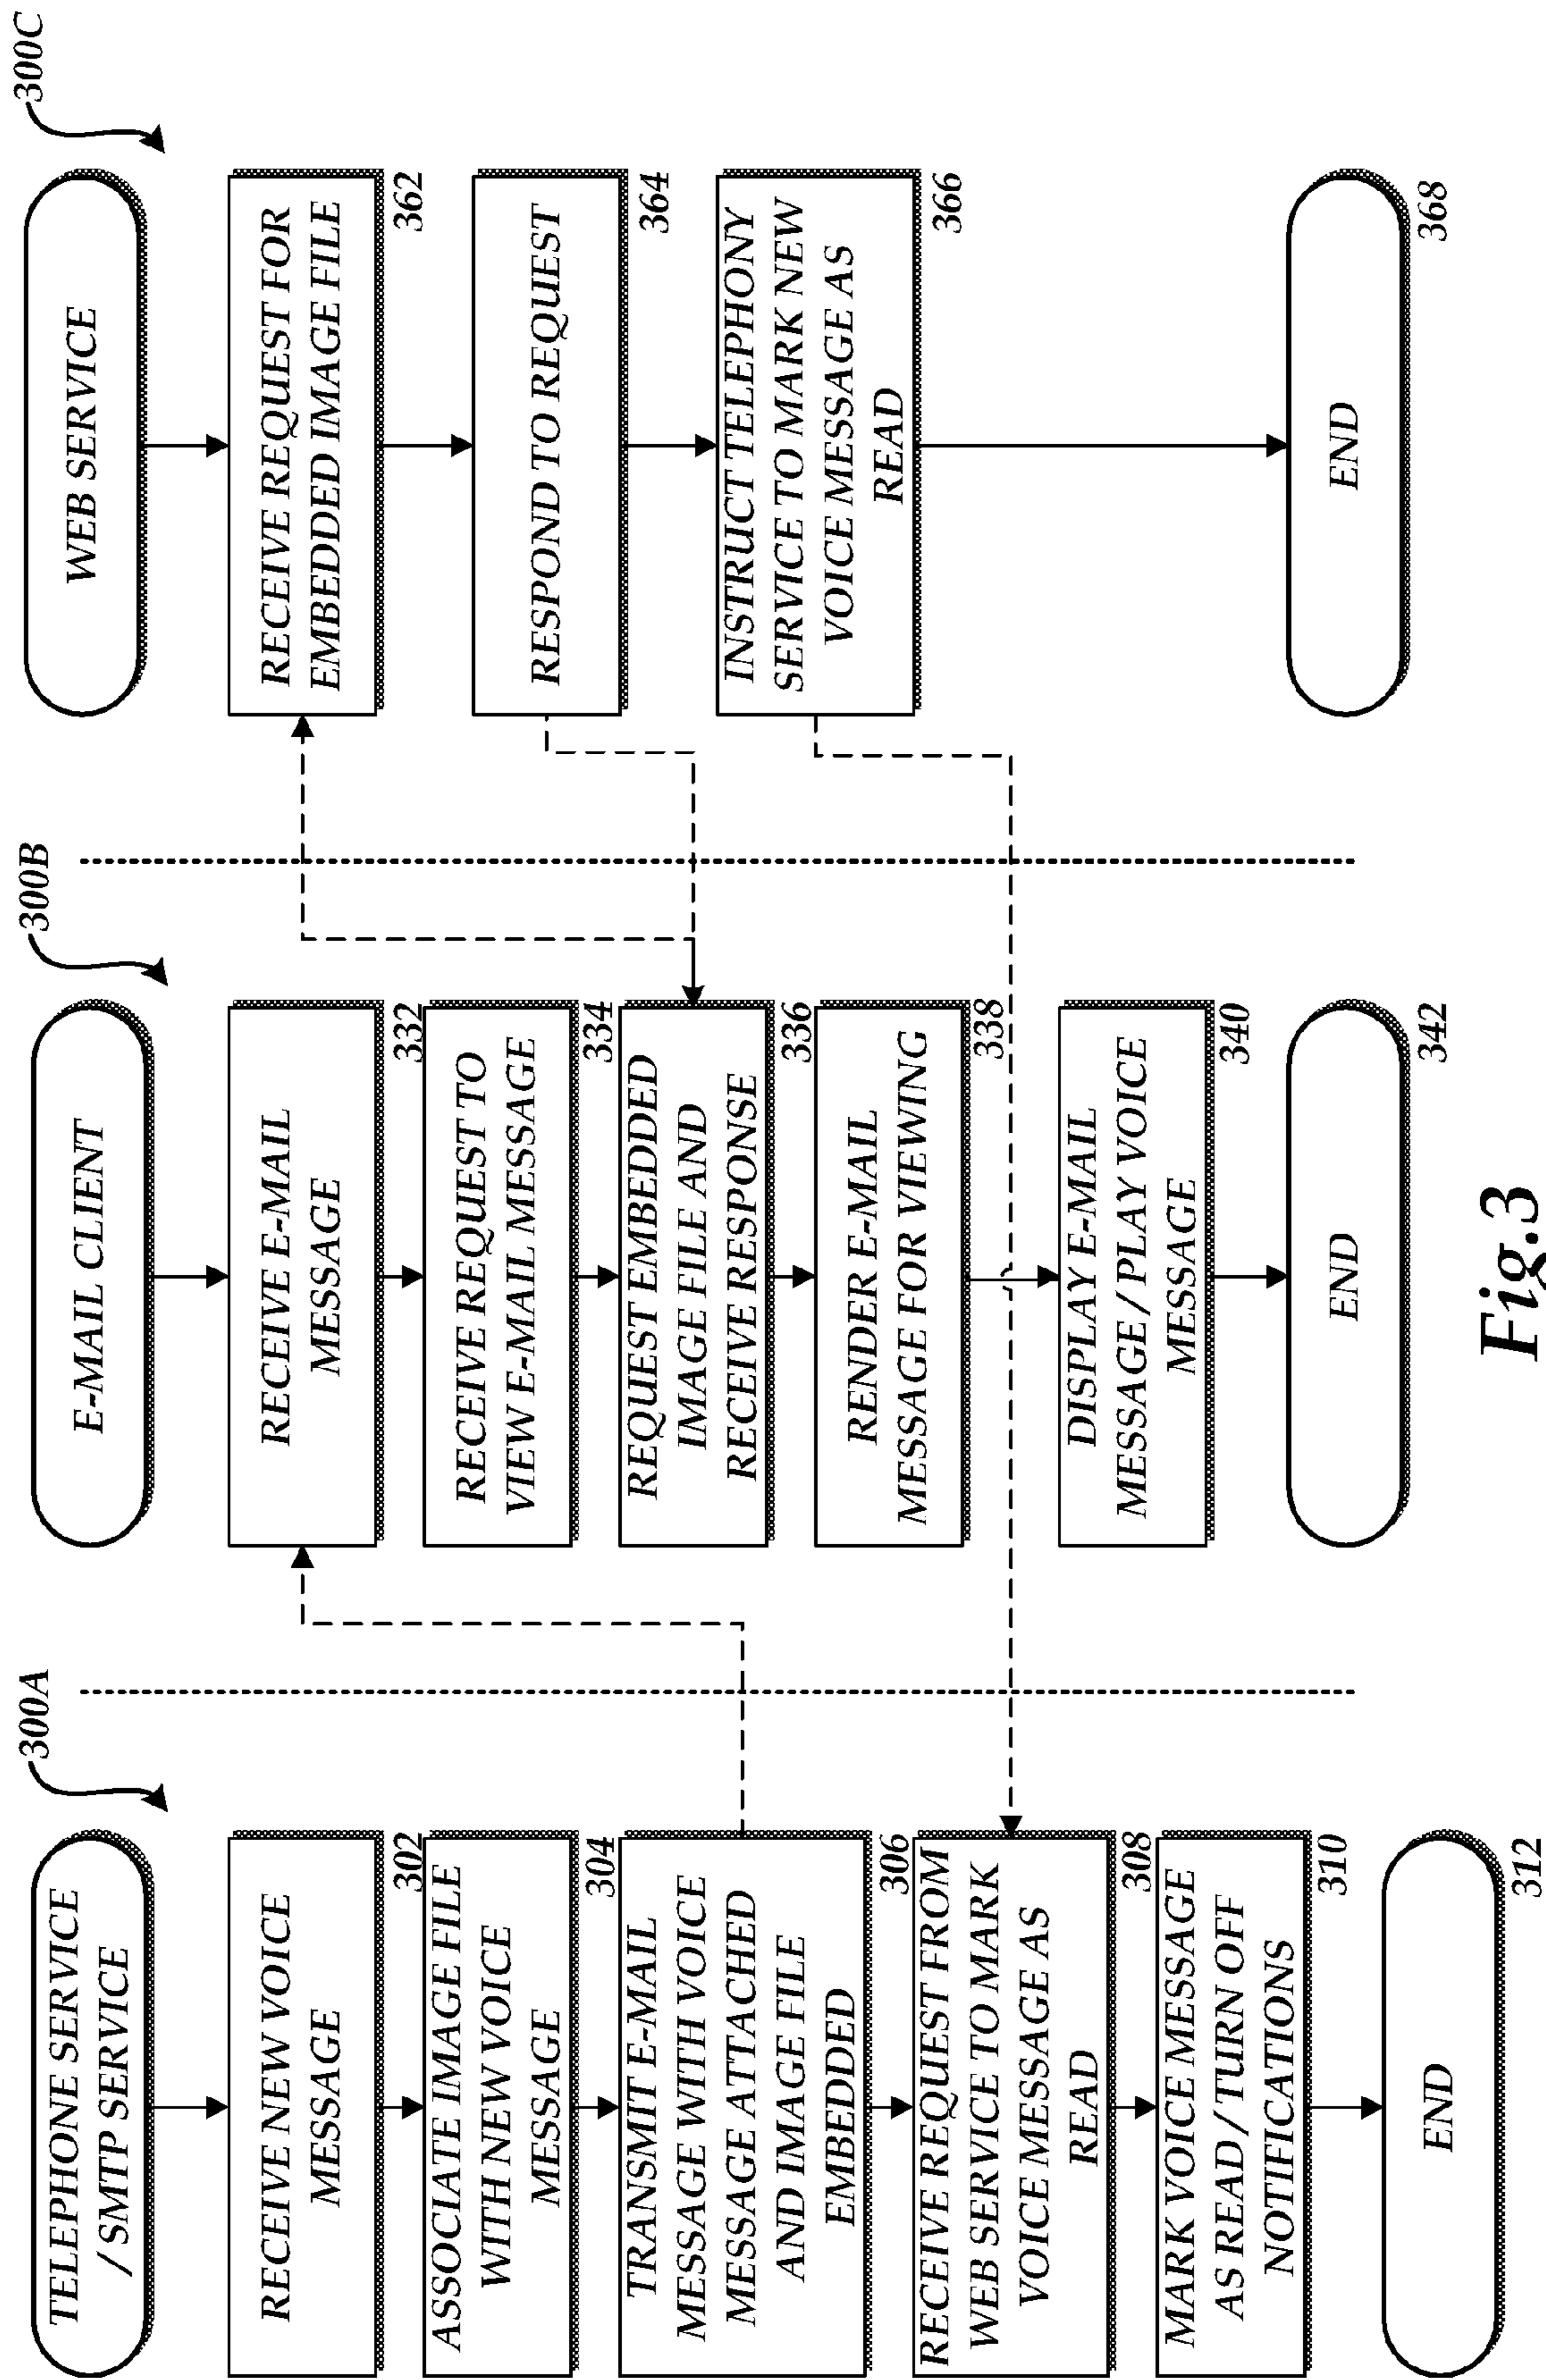 300A
TELEPHONE SERVICE
/ SMTP SERVICE
RECEIVE NEW VOICE
MESSAGE
302
ASSOCIATE IMAGE FILE
WITH NEW VOICE
MESSAGE
304
TRANSMIT E-MAIL
MESSAGE WITH VOICE
MESSAGE ATTACHED
AND IMAGE FILE
EMBEDDED
306
RECEIVE REQUEST FROM
WEB SERVICE TO MARK
VOICE MESSAGE AS
READ
308
MARK VOICE MESSAGE
AS READ / TURN OFF
NOTIFICATIONS
310
END
312
300B
E-MAIL CLIENT
RECEIVE E-MAIL
MESSAGE
332
RECEIVE REQUEST TO
VIEW E-MAIL MESSAGE
334
REQUEST EMBEDDED
IMAGE FILE AND
RECEIVE RESPONSE
336
RENDER E-MAIL
MESSAGE FOR VIEWING
338
DISPLAY E-MAIL
MESSAGE / PLAY VOICE
MESSAGE
340
END
342
300C
WEB SERVICE
RECEIVE REQUEST FOR
EMBEDDED IMAGE FILE
362
RESPOND TO REQUEST
364
INSTRUCT TELEPHONY
SERVICE TO MARK NEW
VOICE MESSAGE AS
READ
366
END
368
Fig.3